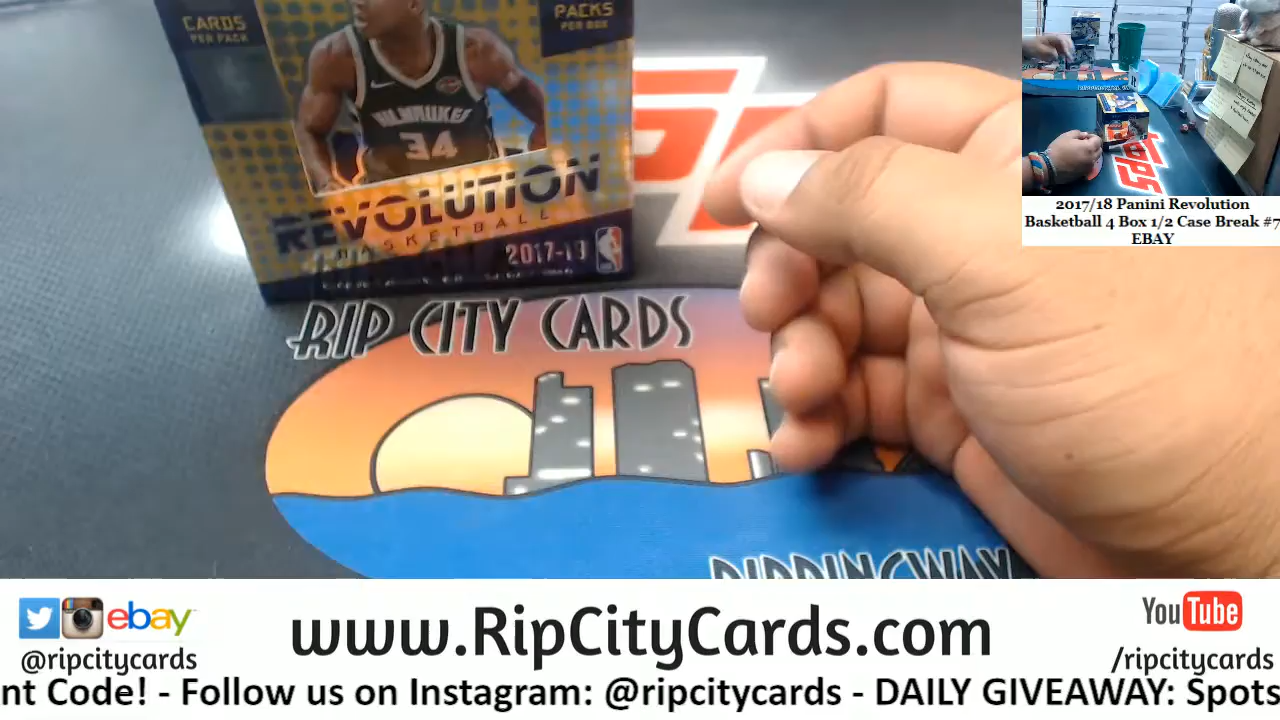 CARDS
PER PACK
PACKS
PER BOX
MILWAUKEE
34
REVOLUTION
BASKETBALL
2017-18
RIP CITY CARDS
2017/18 Panini Revolution
Basketball 4 Box 1/2 Case Break #7
EBAY
ebay
www.RipCityCards.com
YouTube
@ripcitycards
/ripcitycards
nt Code! - Follow us on Instagram: @ripcitycards - DAILY GIVEAWAY: Spots